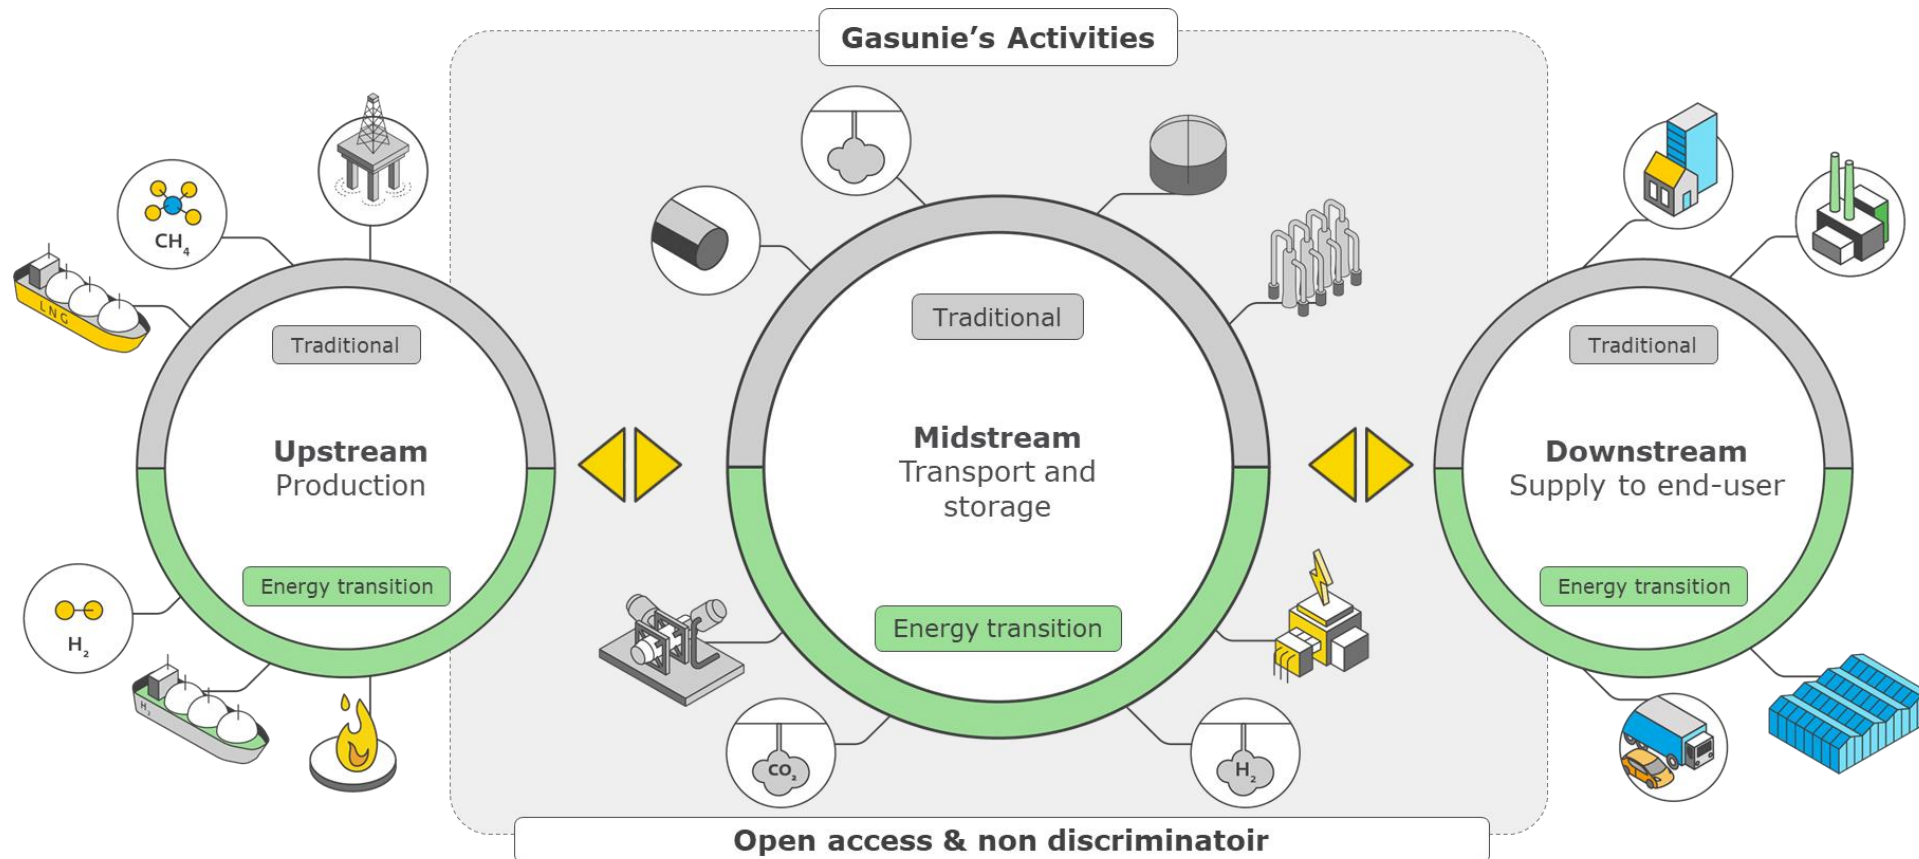 Gasunie’s Activities
CH₄
LNG
Traditional
Upstream
Production
Energy transition
H₂
H₂
Traditional
Midstream
Transport and
storage
Energy transition
CO₂
H₂
Traditional
Downstream
Supply to end-user
Energy transition
Open access & non discriminatoir